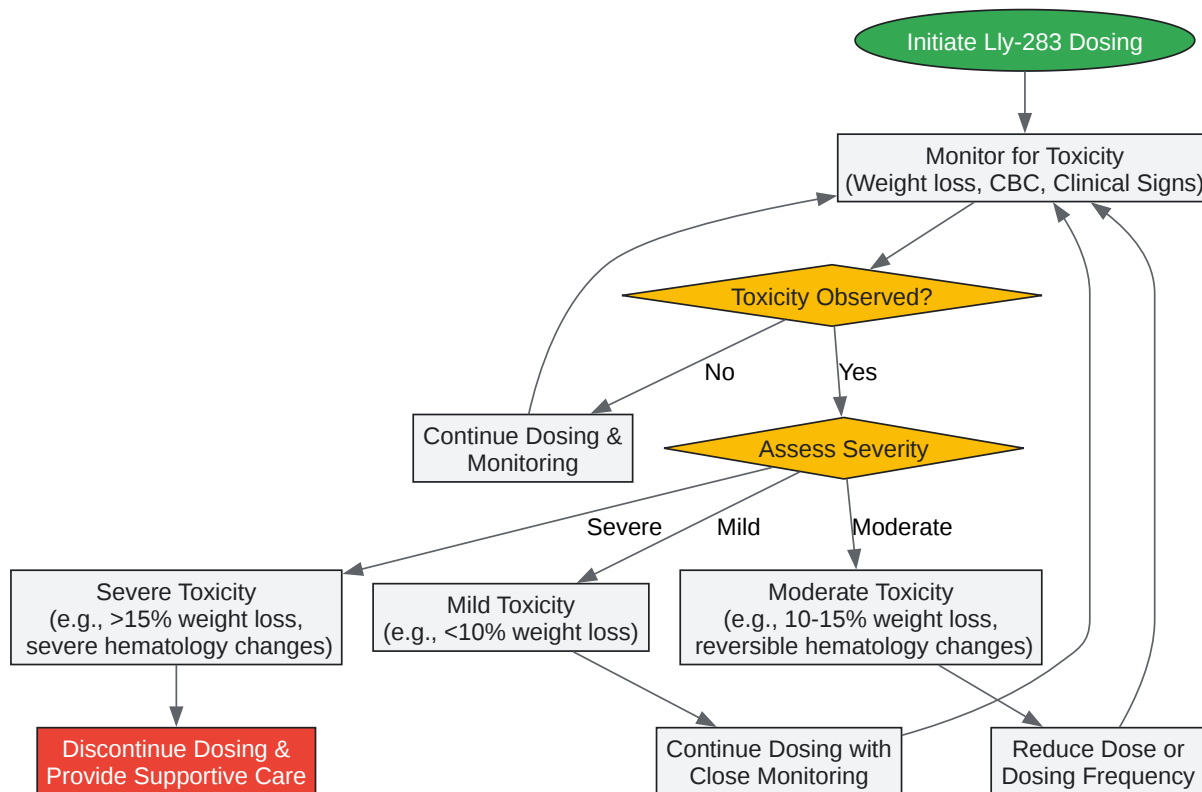 Initiate Lly-283 Dosing
Monitor for Toxicity
(Weight loss, CBC, Clinical Signs)
Toxicity Observed?
No
Yes
Continue Dosing &
Monitoring
Assess Severity
Severe
Mild
Moderate
Severe Toxicity
(e.g., >15% weight loss,
severe hematology changes)
Mild Toxicity
(e.g., <10% weight loss)
Moderate Toxicity
(e.g., 10-15% weight loss,
reversible hematology changes)
Discontinue Dosing &
Provide Supportive Care
Continue Dosing with
Close Monitoring
Reduce Dose or
Dosing Frequency